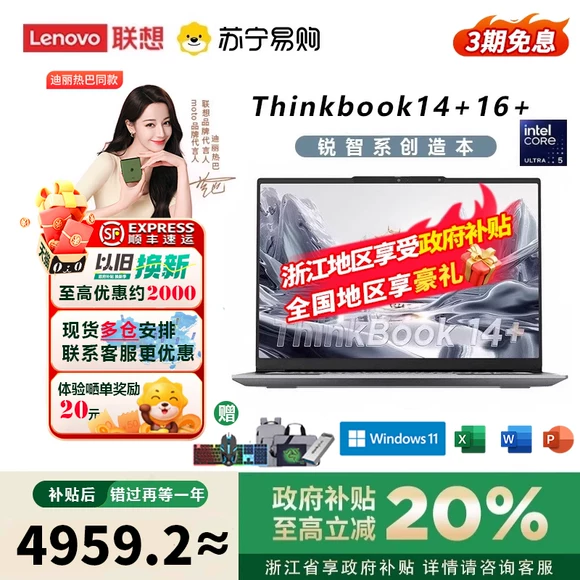 Lenovo 联想 苏宁易购
3期免息
迪丽热巴同款
Thinkbook14+16+
锐智系创造本
intel
CORE
ULTRA 5
迪丽热巴
联想品牌代言人
moto品牌代言人
SF EXPRESS
顺丰速运
以旧换新
至高优惠约2000
现货多仓安排
联系客服更优惠
体验晒单奖励
20元
浙江地区享受政府补贴
全国地区享豪礼
ThinkBook 14+
赠
Windows 11
X
W
P
补贴后 错过再等一年
4959.2≈
政府补贴
至高立减
20%
浙江省享政府补贴 详情请咨询客服